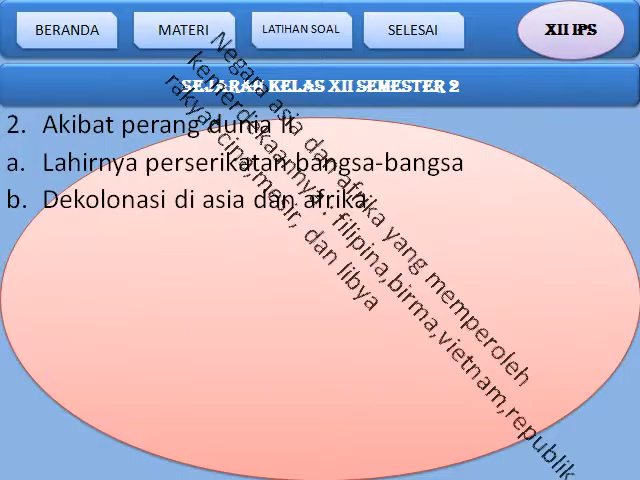 BERANDA
MATERI
LATIHAN SOAL
SELESAI
XII IPS
SEJARAH KELAS XII SEMESTER 2
2. Akibat perang dunia II
a. Lahirnya perserikatan bangsa-bangsa
b. Dekolonasi di asia dan afrika
Negara asia dan afrika yang memperoleh
kemerdekaannya : filipina,birma,vietnam,republik
rakyat cina,mesir, dan libya